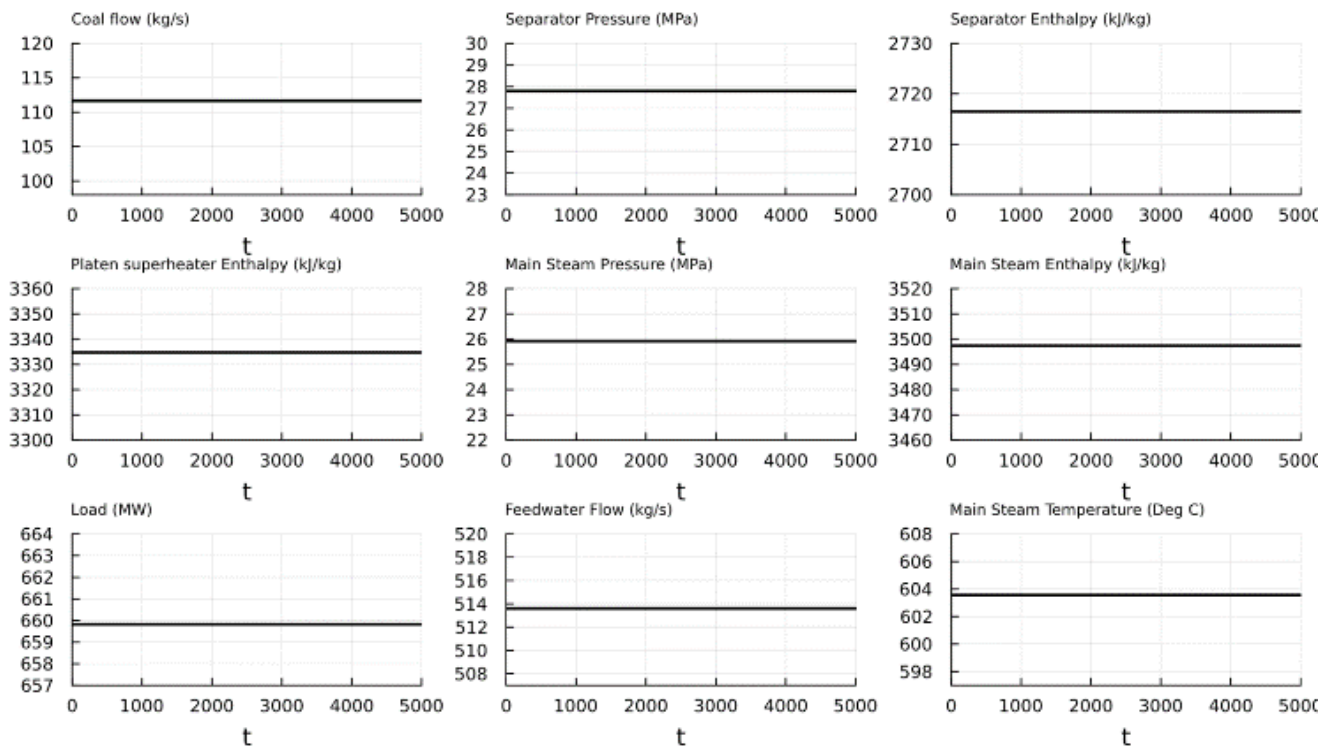 Coal flow (kg/s)
120
115
110
105
100
0 1000 2000 3000 4000 5000
t
Separator Pressure (MPa)
30
29
28
27
26
25
24
23
0 1000 2000 3000 4000 5000
t
Separator Enthalpy (kJ/kg)
2730
2720
2710
2700
0 1000 2000 3000 4000 5000
t
Platen superheater Enthalpy (kJ/kg)
3360
3350
3340
3330
3320
3310
3300
0 1000 2000 3000 4000 5000
t
Main Steam Pressure (MPa)
28
27
26
25
24
23
22
0 1000 2000 3000 4000 5000
t
Main Steam Enthalpy (kJ/kg)
3520
3510
3500
3490
3480
3470
3460
0 1000 2000 3000 4000 5000
t
Load (MW)
664
663
662
661
660
659
658
657
0 1000 2000 3000 4000 5000
t
Feedwater Flow (kg/s)
520
518
516
514
512
510
508
0 1000 2000 3000 4000 5000
t
Main Steam Temperature (Deg C)
608
606
604
602
600
598
0 1000 2000 3000 4000 5000
t